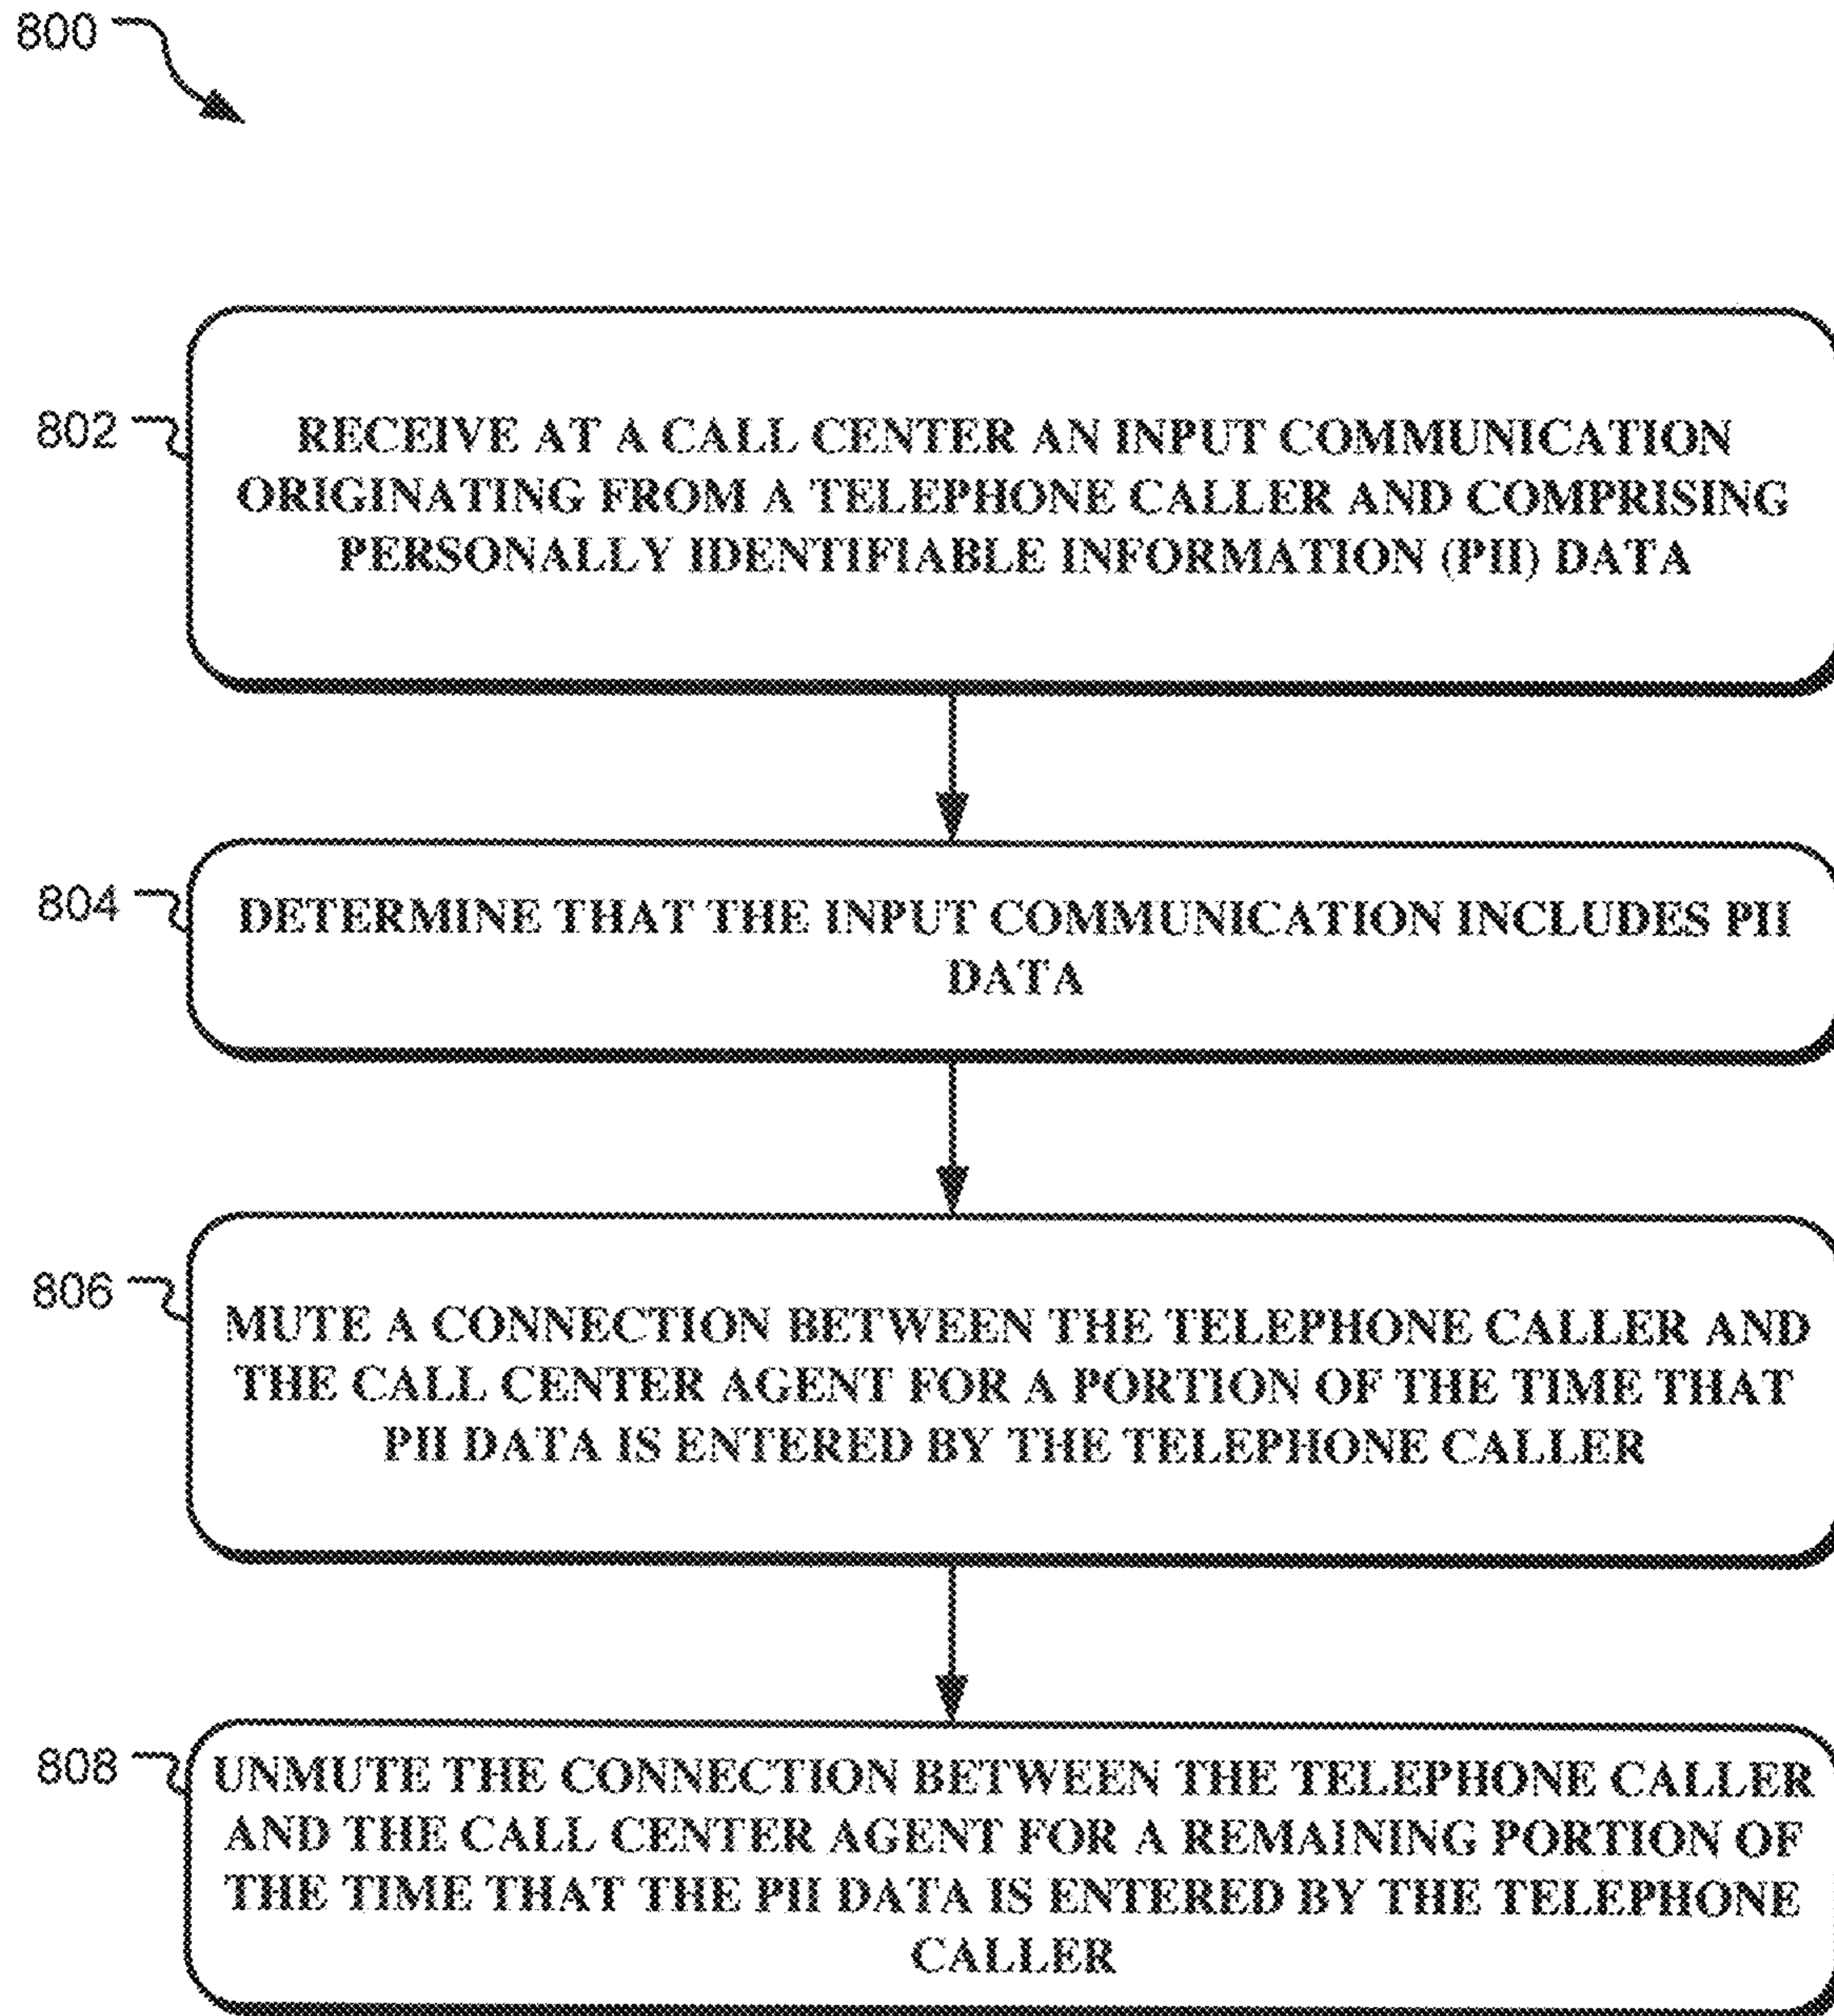 800
802
RECEIVE AT A CALL CENTER AN INPUT COMMUNICATION
ORIGINATING FROM A TELEPHONE CALLER AND COMPRISING
PERSONALLY IDENTIFIABLE INFORMATION (PII) DATA
804
DETERMINE THAT THE INPUT COMMUNICATION INCLUDES PII
DATA
806
MUTE A CONNECTION BETWEEN THE TELEPHONE CALLER AND
THE CALL CENTER AGENT FOR A PORTION OF THE TIME THAT
PII DATA IS ENTERED BY THE TELEPHONE CALLER
808
UNMUTE THE CONNECTION BETWEEN THE TELEPHONE CALLER
AND THE CALL CENTER AGENT FOR A REMAINING PORTION OF
THE TIME THAT THE PII DATA IS ENTERED BY THE TELEPHONE
CALLER